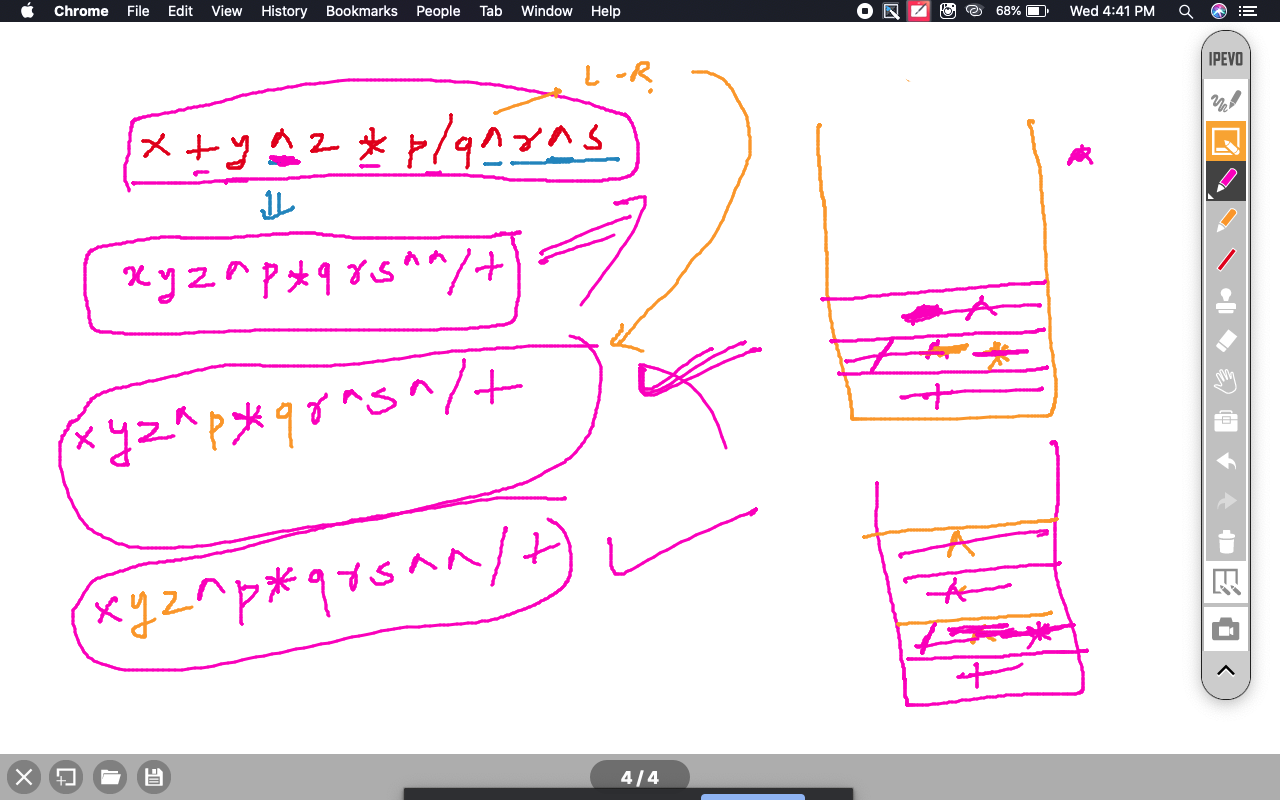 Chrome File Edit View History Bookmarks People Tab Window Help 68% Wed 4:41 PM
IPEVO
L-R
x + y ^ z * p / q ^ r ^ s
x y z ^ p * q r s ^ ^ / +
x y z ^ p * q r ^ s ^ / +
x y z ^ p * q r s ^ ^ / +
^
/ *
+
^
^
/ *
+
4 / 4